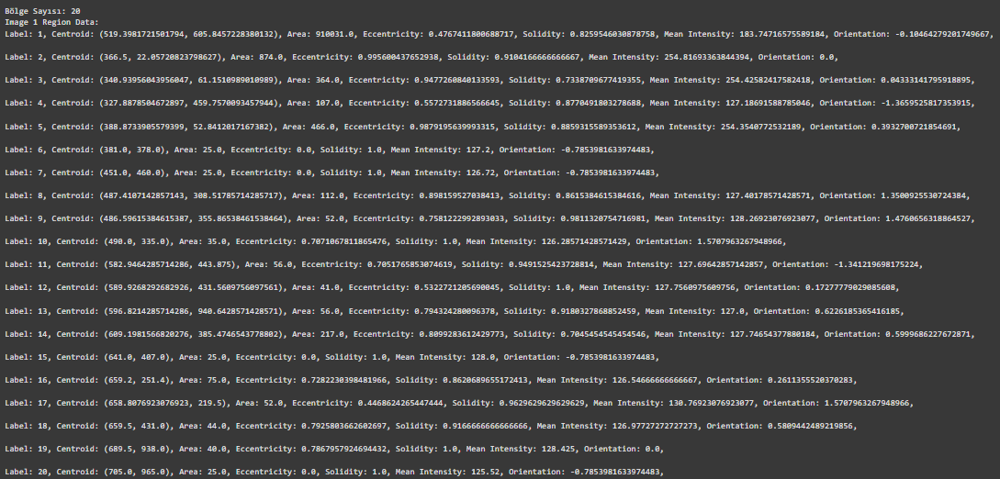 Bölge Sayısı: 20
Image 1 Region Data:
Label: 1, Centroid: (519.3981721501794, 605.8457228380132), Area: 910031.0, Eccentricity: 0.4767411800688717, Solidity: 0.8259546030878758, Mean Intensity: 183.74716575589184, Orientation: -0.10464279201749667,
Label: 2, Centroid: (366.5, 22.05720823798627), Area: 874.0, Eccentricity: 0.995600437652938, Solidity: 0.9104166666666667, Mean Intensity: 254.81693363844394, Orientation: 0.0,
Label: 3, Centroid: (340.93956043956047, 61.1510989010989), Area: 364.0, Eccentricity: 0.9477260840133593, Solidity: 0.7338709677419355, Mean Intensity: 254.42582417582418, Orientation: 0.04333141795918895,
Label: 4, Centroid: (327.8878504672897, 459.7570093457944), Area: 107.0, Eccentricity: 0.5572731886566645, Solidity: 0.8770491803278688, Mean Intensity: 127.18691588785046, Orientation: -1.3659525817353915,
Label: 5, Centroid: (388.8733905579399, 52.8412017167382), Area: 466.0, Eccentricity: 0.9879195639993315, Solidity: 0.8859315589353612, Mean Intensity: 254.3540772532189, Orientation: 0.3932700721854691,
Label: 6, Centroid: (381.0, 378.0), Area: 25.0, Eccentricity: 0.0, Solidity: 1.0, Mean Intensity: 127.2, Orientation: -0.7853981633974483,
Label: 7, Centroid: (451.0, 460.0), Area: 25.0, Eccentricity: 0.0, Solidity: 1.0, Mean Intensity: 126.72, Orientation: -0.7853981633974483,
Label: 8, Centroid: (487.4107142857143, 308.51785714285717), Area: 112.0, Eccentricity: 0.898159527038413, Solidity: 0.8615384615384616, Mean Intensity: 127.40178571428571, Orientation: 1.3500925530724384,
Label: 9, Centroid: (486.59615384615387, 355.86538461538464), Area: 52.0, Eccentricity: 0.7581222992893033, Solidity: 0.9811320754716981, Mean Intensity: 128.26923076923077, Orientation: 1.4760656318864527,
Label: 10, Centroid: (490.0, 335.0), Area: 35.0, Eccentricity: 0.7071067811865476, Solidity: 1.0, Mean Intensity: 126.28571428571429, Orientation: 1.5707963267948966,
Label: 11, Centroid: (582.9464285714286, 443.875), Area: 56.0, Eccentricity: 0.7051765853074619, Solidity: 0.9491525423728814, Mean Intensity: 127.69642857142857, Orientation: -1.341219698175224,
Label: 12, Centroid: (589.9268292682926, 431.5609756097561), Area: 41.0, Eccentricity: 0.5322721205690045, Solidity: 1.0, Mean Intensity: 127.7560975609756, Orientation: 0.17277779029085608,
Label: 13, Centroid: (596.8214285714286, 940.6428571428571), Area: 56.0, Eccentricity: 0.794324280096378, Solidity: 0.9180327868852459, Mean Intensity: 127.0, Orientation: 0.6226185365416185,
Label: 14, Centroid: (609.1981566820276, 385.4746543778802), Area: 217.0, Eccentricity: 0.8099283612429773, Solidity: 0.7045454545454546, Mean Intensity: 127.74654377880184, Orientation: 0.5999686227672871,
Label: 15, Centroid: (641.0, 407.0), Area: 25.0, Eccentricity: 0.0, Solidity: 1.0, Mean Intensity: 128.0, Orientation: -0.7853981633974483,
Label: 16, Centroid: (659.2, 251.4), Area: 75.0, Eccentricity: 0.7282230398481966, Solidity: 0.8620689655172413, Mean Intensity: 126.54666666666667, Orientation: 0.2611355520370283,
Label: 17, Centroid: (658.8076923076923, 219.5), Area: 52.0, Eccentricity: 0.4468624265447444, Solidity: 0.9629629629629629, Mean Intensity: 130.76923076923077, Orientation: 1.5707963267948966,
Label: 18, Centroid: (659.5, 431.0), Area: 44.0, Eccentricity: 0.7925803662602697, Solidity: 0.9166666666666666, Mean Intensity: 126.97727272727273, Orientation: 0.5809442489219856,
Label: 19, Centroid: (689.5, 938.0), Area: 40.0, Eccentricity: 0.7867957924694432, Solidity: 1.0, Mean Intensity: 128.425, Orientation: 0.0,
Label: 20, Centroid: (705.0, 965.0), Area: 25.0, Eccentricity: 0.0, Solidity: 1.0, Mean Intensity: 125.52, Orientation: -0.7853981633974483,